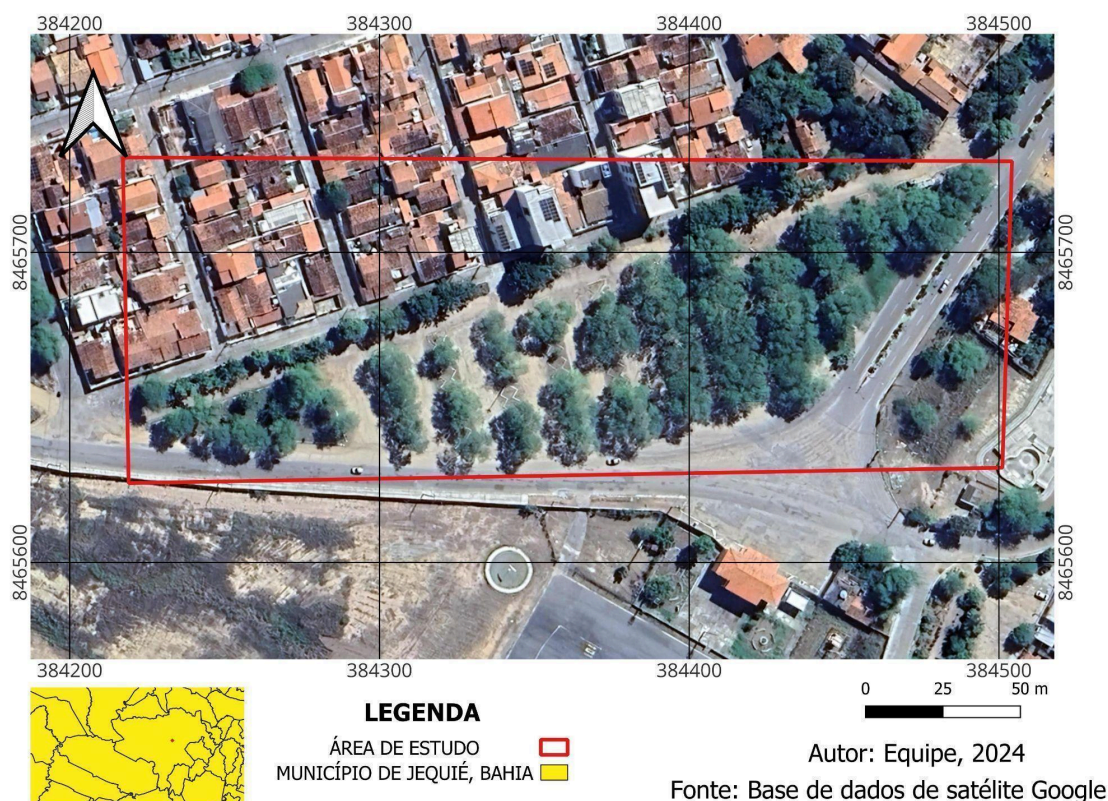 384200 384300 384400 384500
8465700 8465700
8465600 8465600
384200 384300 384400 384500
0 25 50 m
LEGENDA
ÁREA DE ESTUDO
MUNICÍPIO DE JEQUIÉ, BAHIA
Autor: Equipe, 2024
Fonte: Base de dados de satélite Google